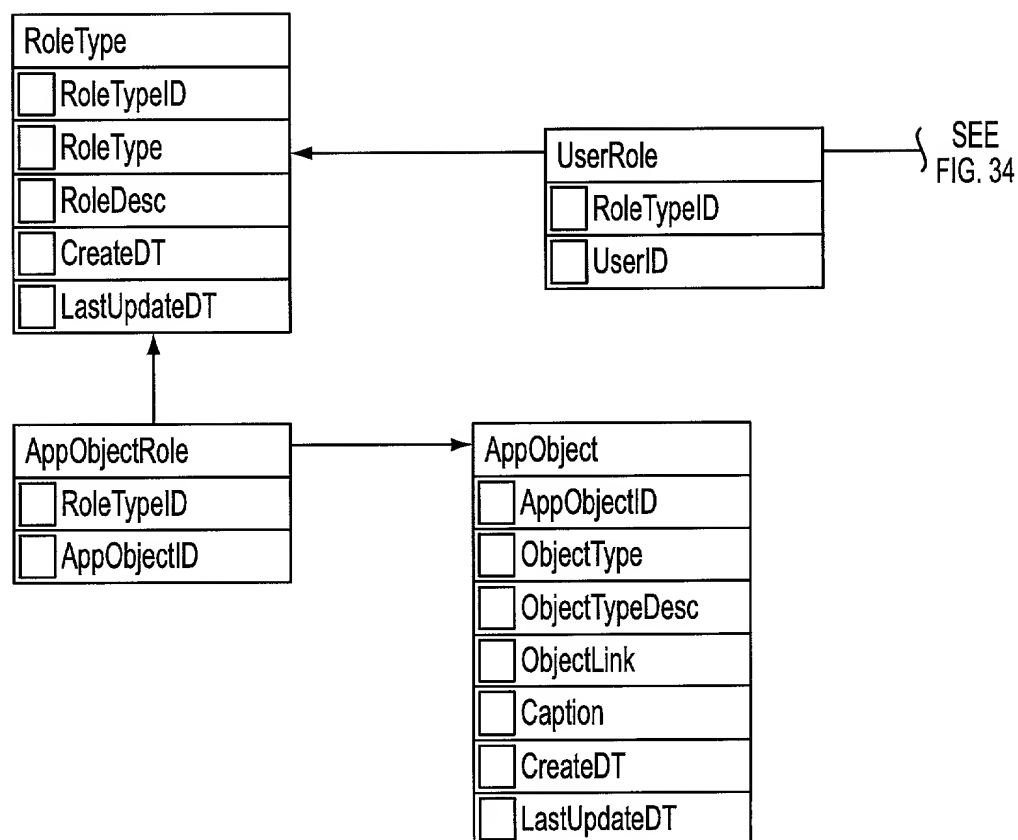 RoleType
RoleTypeID
RoleType
RoleDesc
CreateDT
LastUpdateDT
UserRole
RoleTypeID
UserID
SEE
FIG. 34
AppObjectRole
RoleTypeID
AppObjectID
AppObject
AppObjectID
ObjectType
ObjectTypeDesc
ObjectLink
Caption
CreateDT
LastUpdateDT